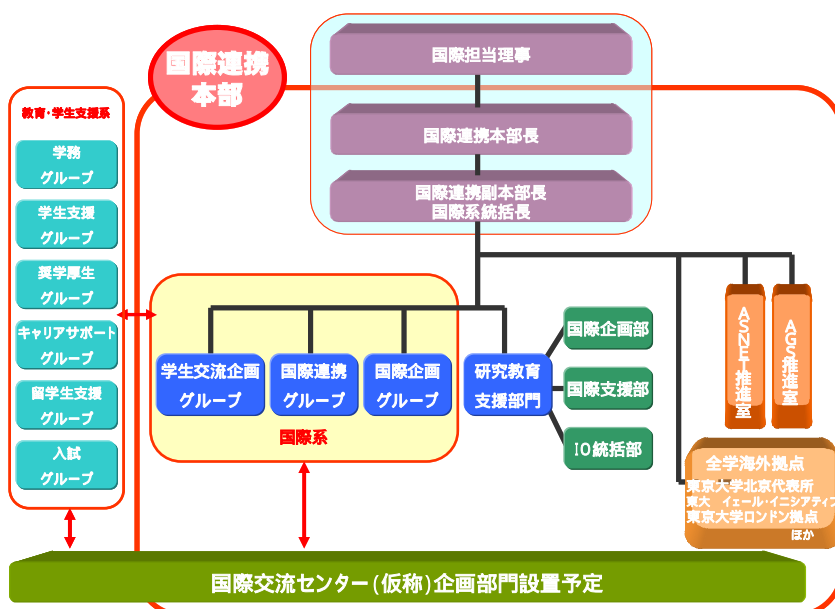 国際連携
本部
国際担当理事
国際連携本部長
国際連携副本部長
国際系統括長
教育・学生支援系
学務
グループ
学生支援
グループ
奨学厚生
グループ
キャリアサポート
グループ
留学生支援
グループ
入試
グループ
学生交流企画
グループ
国際連携
グループ
国際企画
グループ
国際系
研究教育
支援部門
国際企画部
国際支援部
IO統括部
ASNET推進室
AGS推進室
全学海外拠点
東京大学北京代表所
東大 イェール・イニシアティブ
東京大学ロンドン拠点
ほか
国際交流センター(仮称)企画部門設置予定